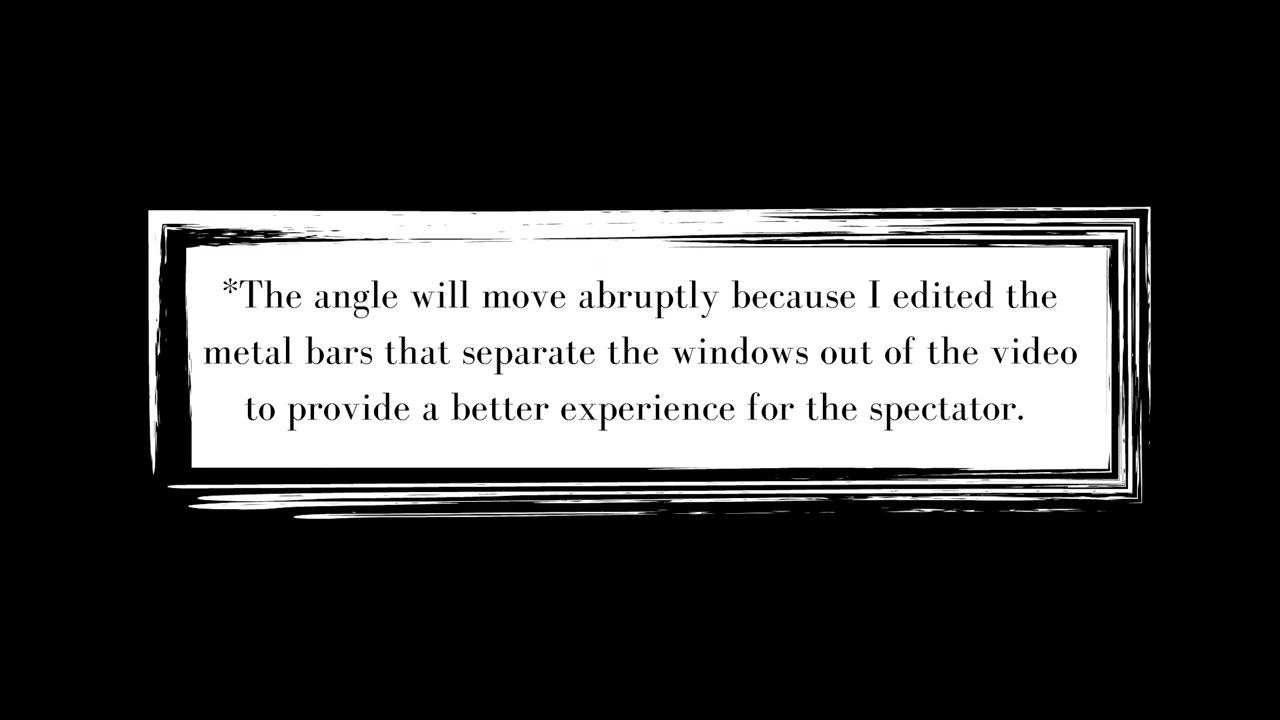 *The angle will move abruptly because I edited the
metal bars that separate the windows out of the video
to provide a better experience for the spectator.